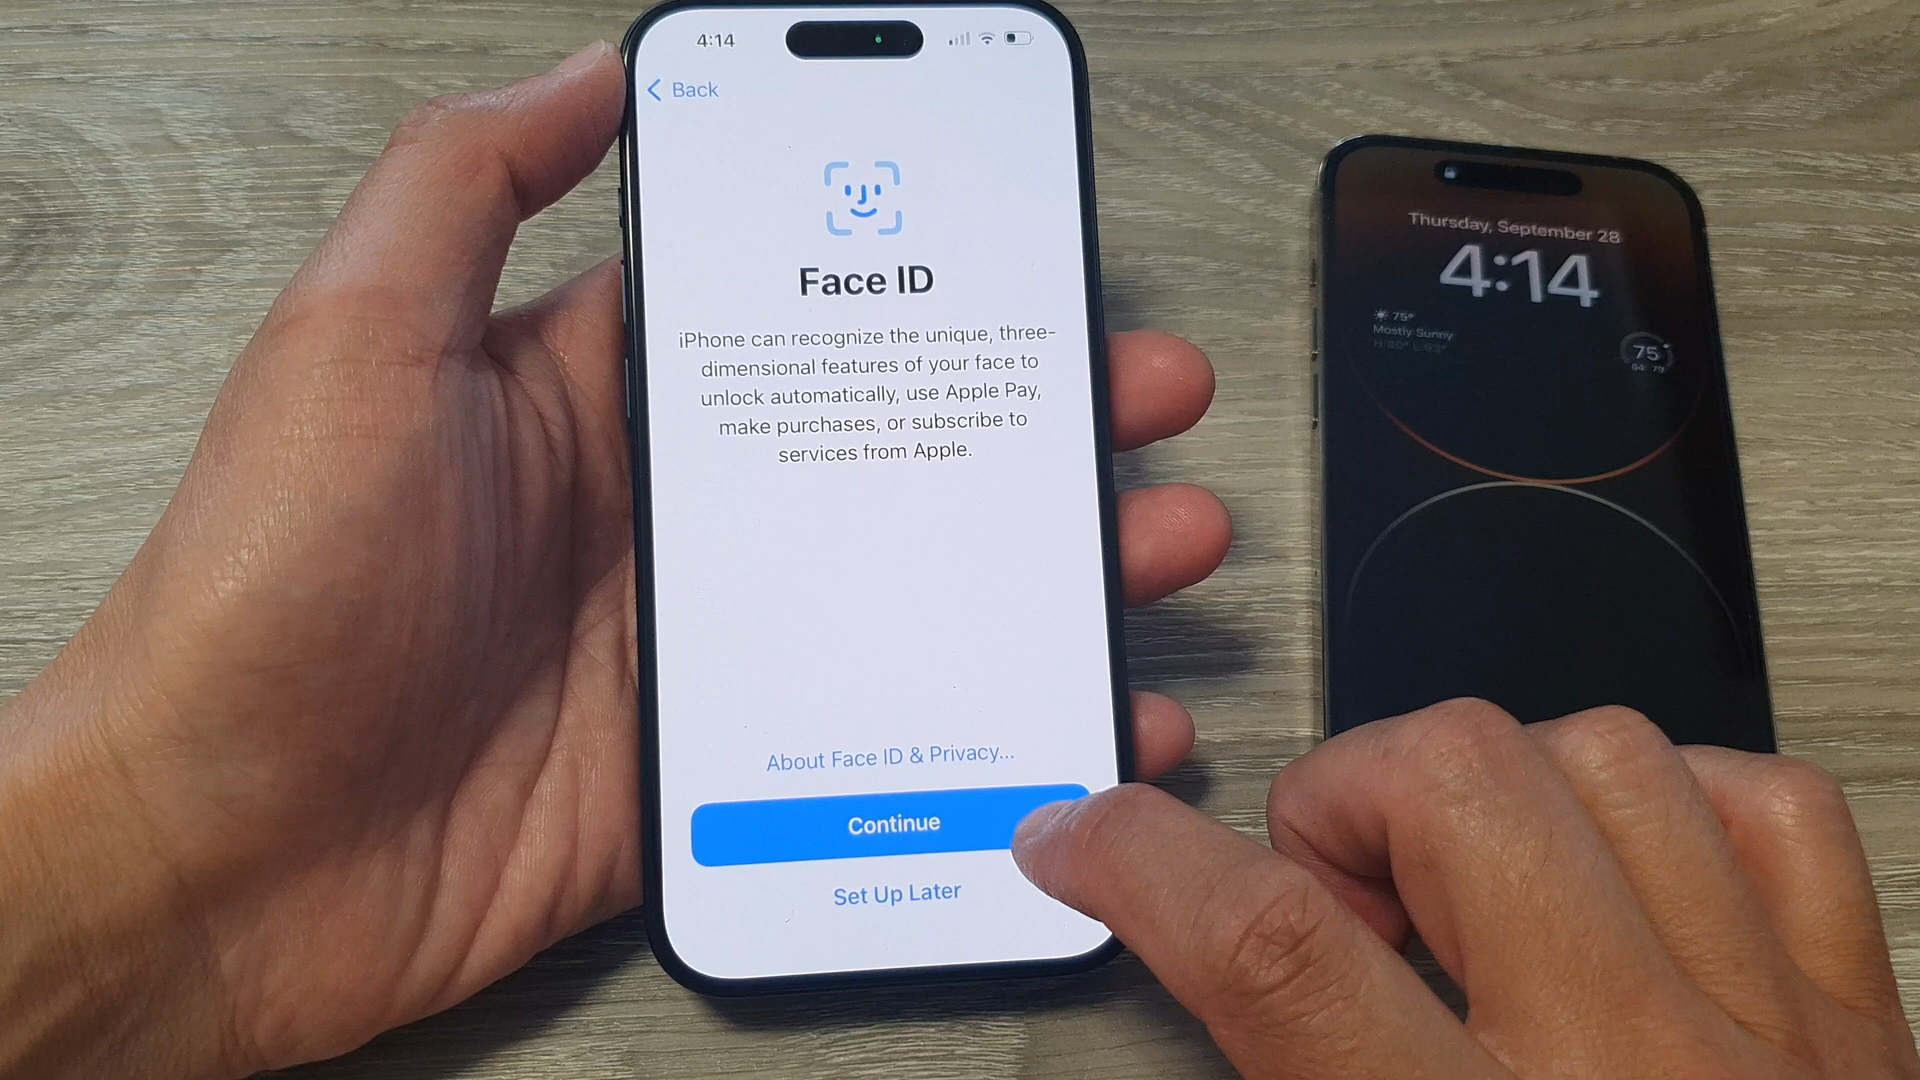 4:14
Back
Face ID
iPhone can recognize the unique, three-
dimensional features of your face to
unlock automatically, use Apple Pay,
make purchases, or subscribe to
services from Apple.
About Face ID & Privacy...
Continue
Set Up Later
Thursday, September 28
4:14
75°
Mostly Sunny
75
64 79